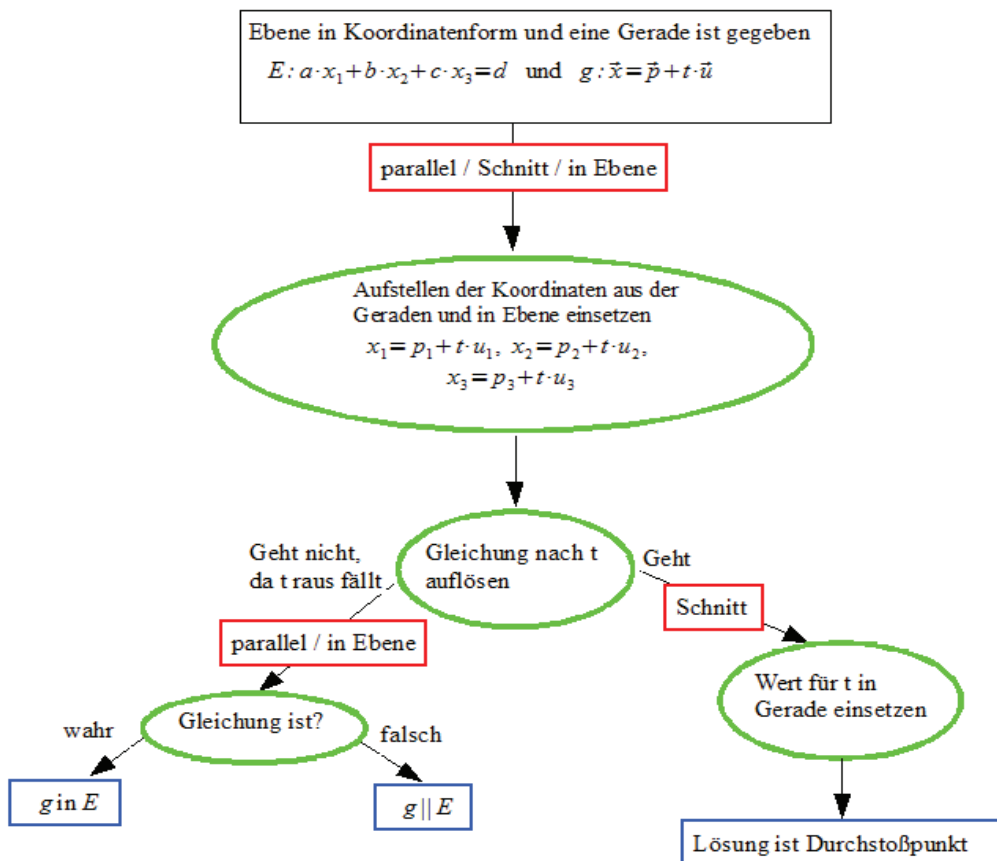 Ebene in Koordinatenform und eine Gerade ist gegeben
E: a·x₁+b·x₂+c·x₃=d und g: x⃗=p⃗+t·u⃗
parallel / Schnitt / in Ebene
Aufstellen der Koordinaten aus der
Geraden und in Ebene einsetzen
x₁=p₁+t·u₁, x₂=p₂+t·u₂,
x₃=p₃+t·u₃
Gleichung nach t
auflösen
Geht nicht,
da t raus fällt
Geht
Schnitt
parallel / in Ebene
Wert für t in
Gerade einsetzen
Gleichung ist?
wahr
falsch
g in E
g || E
Lösung ist Durchstoßpunkt